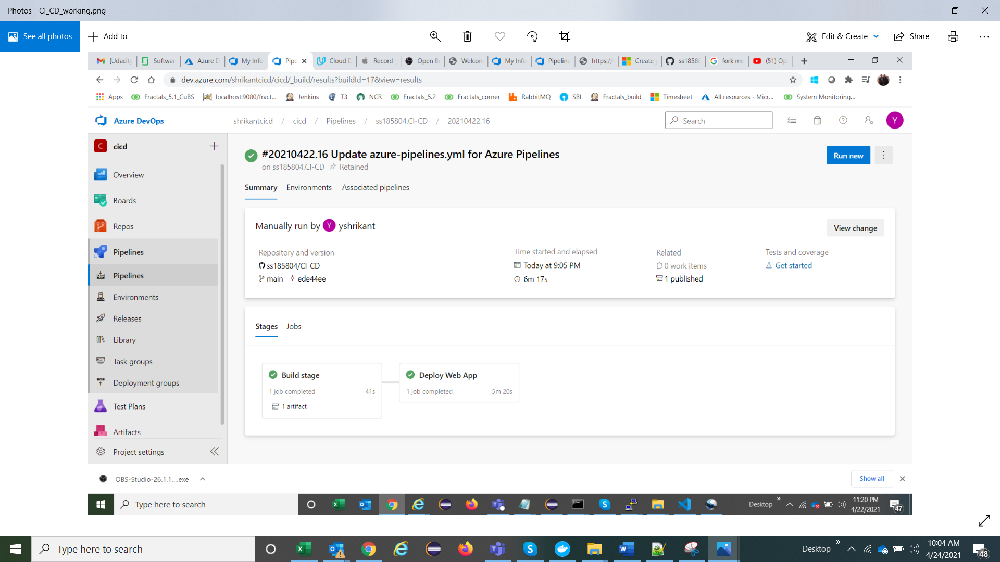 Photos - CI_CD_working.png
See all photos
Add to
Edit & Create
Share
[Udacity
Softwar
Azure D
My Info
Pipe
Cloud D
Record
Open Br
Welcom
My Info
Pipeline
https://
Create
ss1858
fork me
(51) Op
dev.azure.com/shrikantcicd/cicd/_build/results?buildId=17&view=results
Apps
Fractals_5.1_CuBS
localhost:9080/fract...
Jenkins
T3
NCR
Fractals_5.2
Fractals_corner
RabbitMQ
SBI
Fractals_build
Timesheet
All resources - Micr...
System Monitoring...
Azure DevOps
shrikantcicd / cicd / Pipelines / ss185804.CI-CD / 20210422.16
Search
Y
C cicd
Overview
Boards
Repos
Pipelines
Pipelines
Environments
Releases
Library
Task groups
Deployment groups
Test Plans
Artifacts
Project settings
#20210422.16 Update azure-pipelines.yml for Azure Pipelines
on ss185804.CI-CD Retained
Run new
Summary Environments Associated pipelines
Manually run by Y yshrikant
View change
Repository and version
ss185804/CI-CD
main ede44ee
Time started and elapsed
Today at 9:05 PM
6m 17s
Related
0 work items
1 published
Tests and coverage
Get started
Stages Jobs
Build stage
1 job completed 41s
1 artifact
Deploy Web App
1 job completed 5m 20s
OBS-Studio-26.1.1....exe
Show all
Type here to search
Desktop
11:20 PM
4/22/2021
47
Type here to search
Desktop
10:04 AM
4/24/2021
48